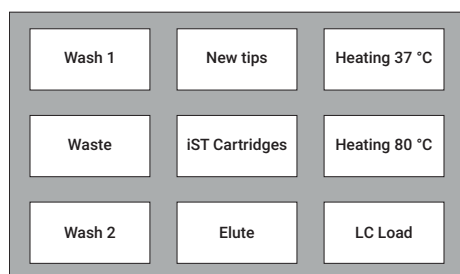 Wash 1
New tips
Heating 37 °C
Waste
iST Cartridges
Heating 80 °C
Wash 2
Elute
LC Load